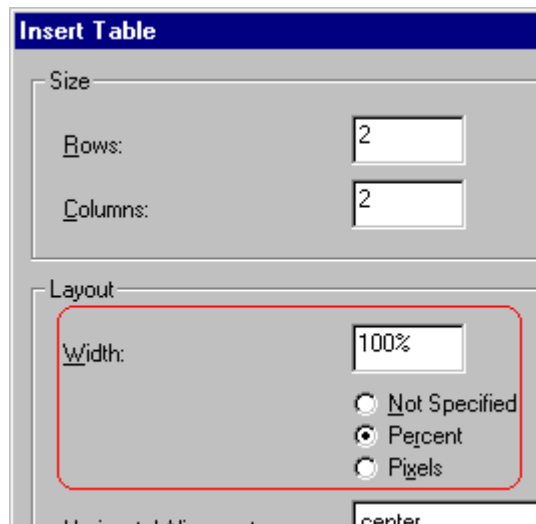 Insert Table
Size
Rows: 2
Columns: 2
Layout
Width: 100%
Not Specified
Percent
Pixels
center